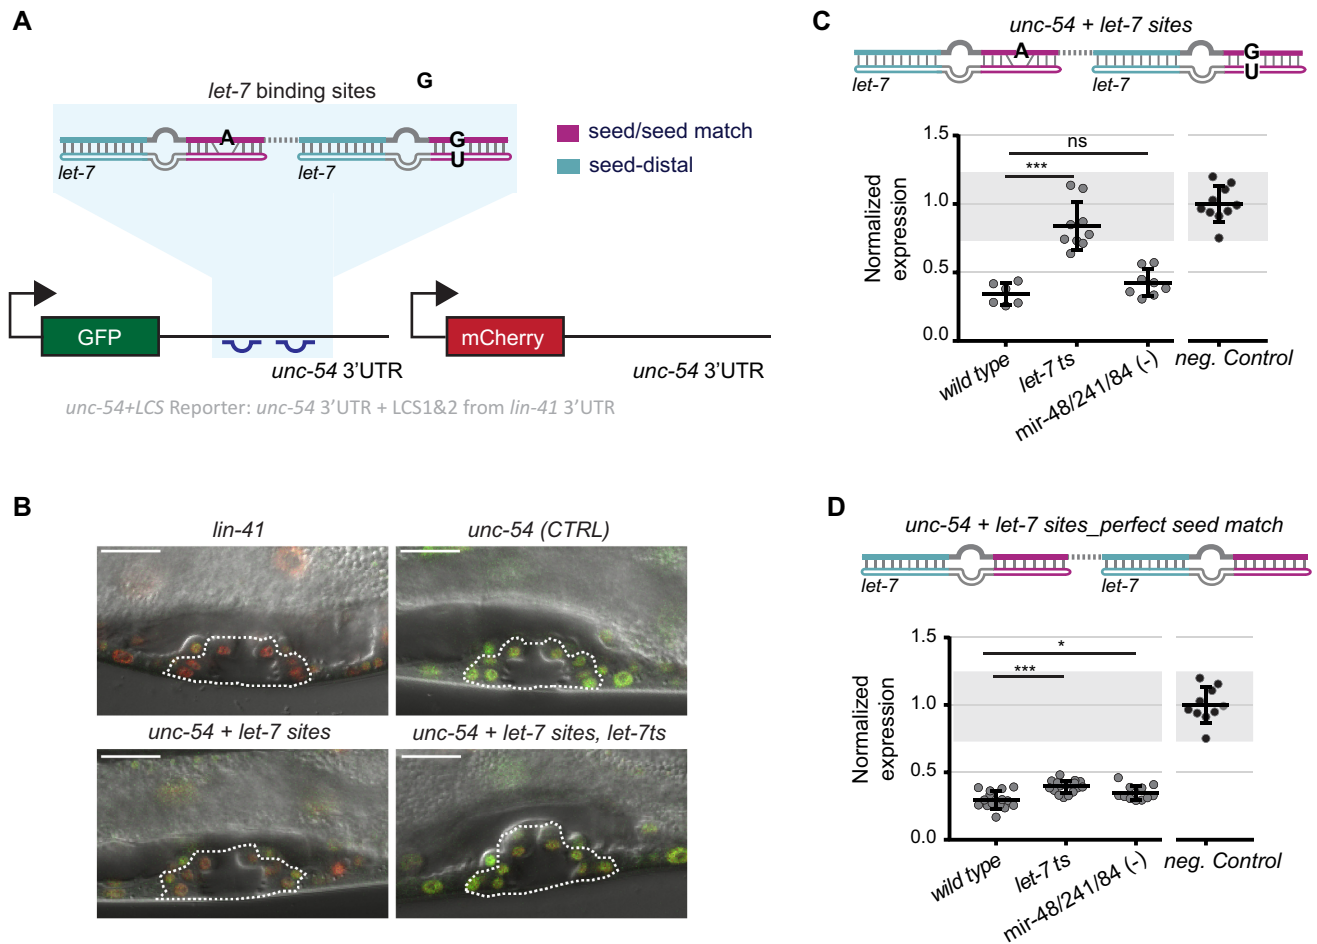 A
G
let-7 binding sites
A
G
U
let-7
let-7
seed/seed match
seed-distal
GFP
mCherry
unc-54 3'UTR
unc-54 3'UTR
unc-54+LCS Reporter: unc-54 3'UTR + LCS1&2 from lin-41 3'UTR
B
lin-41
unc-54 (CTRL)
unc-54 + let-7 sites
unc-54 + let-7 sites, let-7ts
C
unc-54 + let-7 sites
A
G
U
let-7
let-7
Normalized
expression
1.5
1.0
0.5
0.0
ns
***
wild type
let-7 ts
mir-48/241/84 (-)
neg. Control
D
unc-54 + let-7 sites_perfect seed match
let-7
let-7
Normalized
expression
1.5
1.0
0.5
0.0
*
***
wild type
let-7 ts
mir-48/241/84 (-)
neg. Control